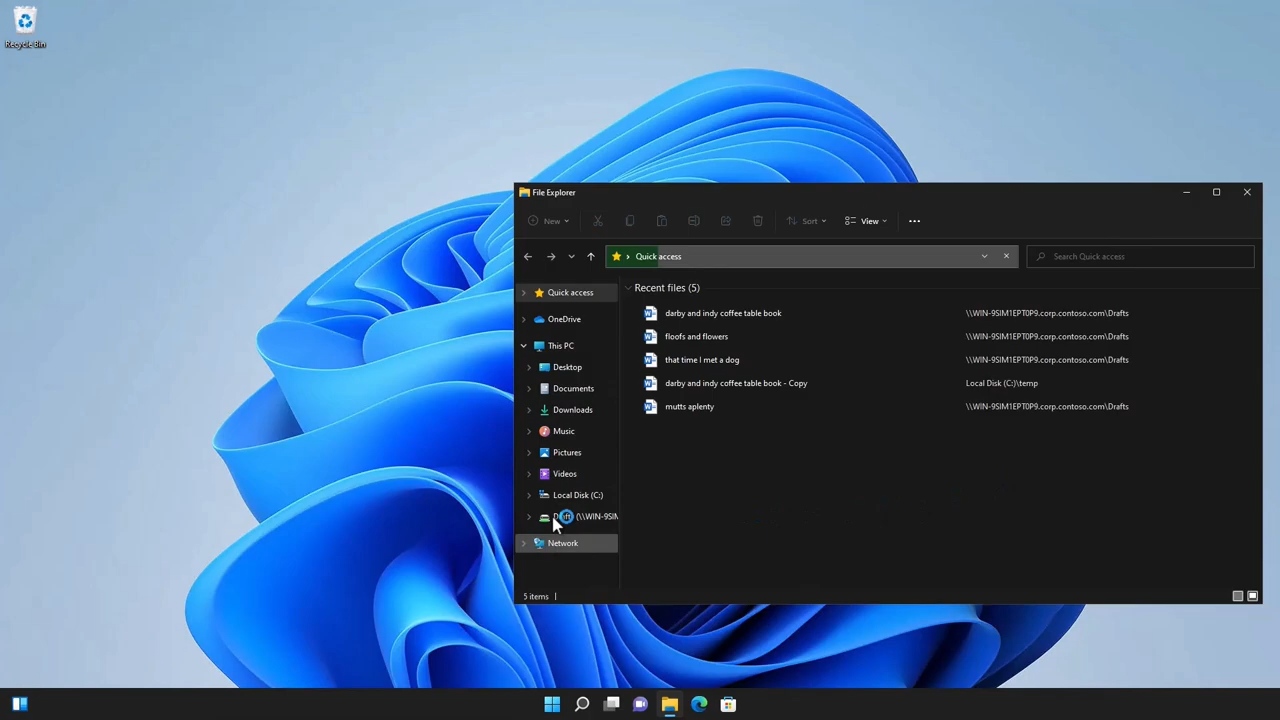 Recycle Bin
File Explorer
New
Sort
View
Quick access
Search Quick access
Quick access
OneDrive
This PC
Desktop
Documents
Downloads
Music
Pictures
Videos
Local Disk (C:)
(\\WIN-9SIM
Network
Recent files (5)
darby and indy coffee table book \\WIN-9SIM1EPT0P9.corp.contoso.com\Drafts
floofs and flowers \\WIN-9SIM1EPT0P9.corp.contoso.com\Drafts
that time I met a dog \\WIN-9SIM1EPT0P9.corp.contoso.com\Drafts
darby and indy coffee table book - Copy Local Disk (C:)\temp
mutts aplenty \\WIN-9SIM1EPT0P9.corp.contoso.com\Drafts
5 items